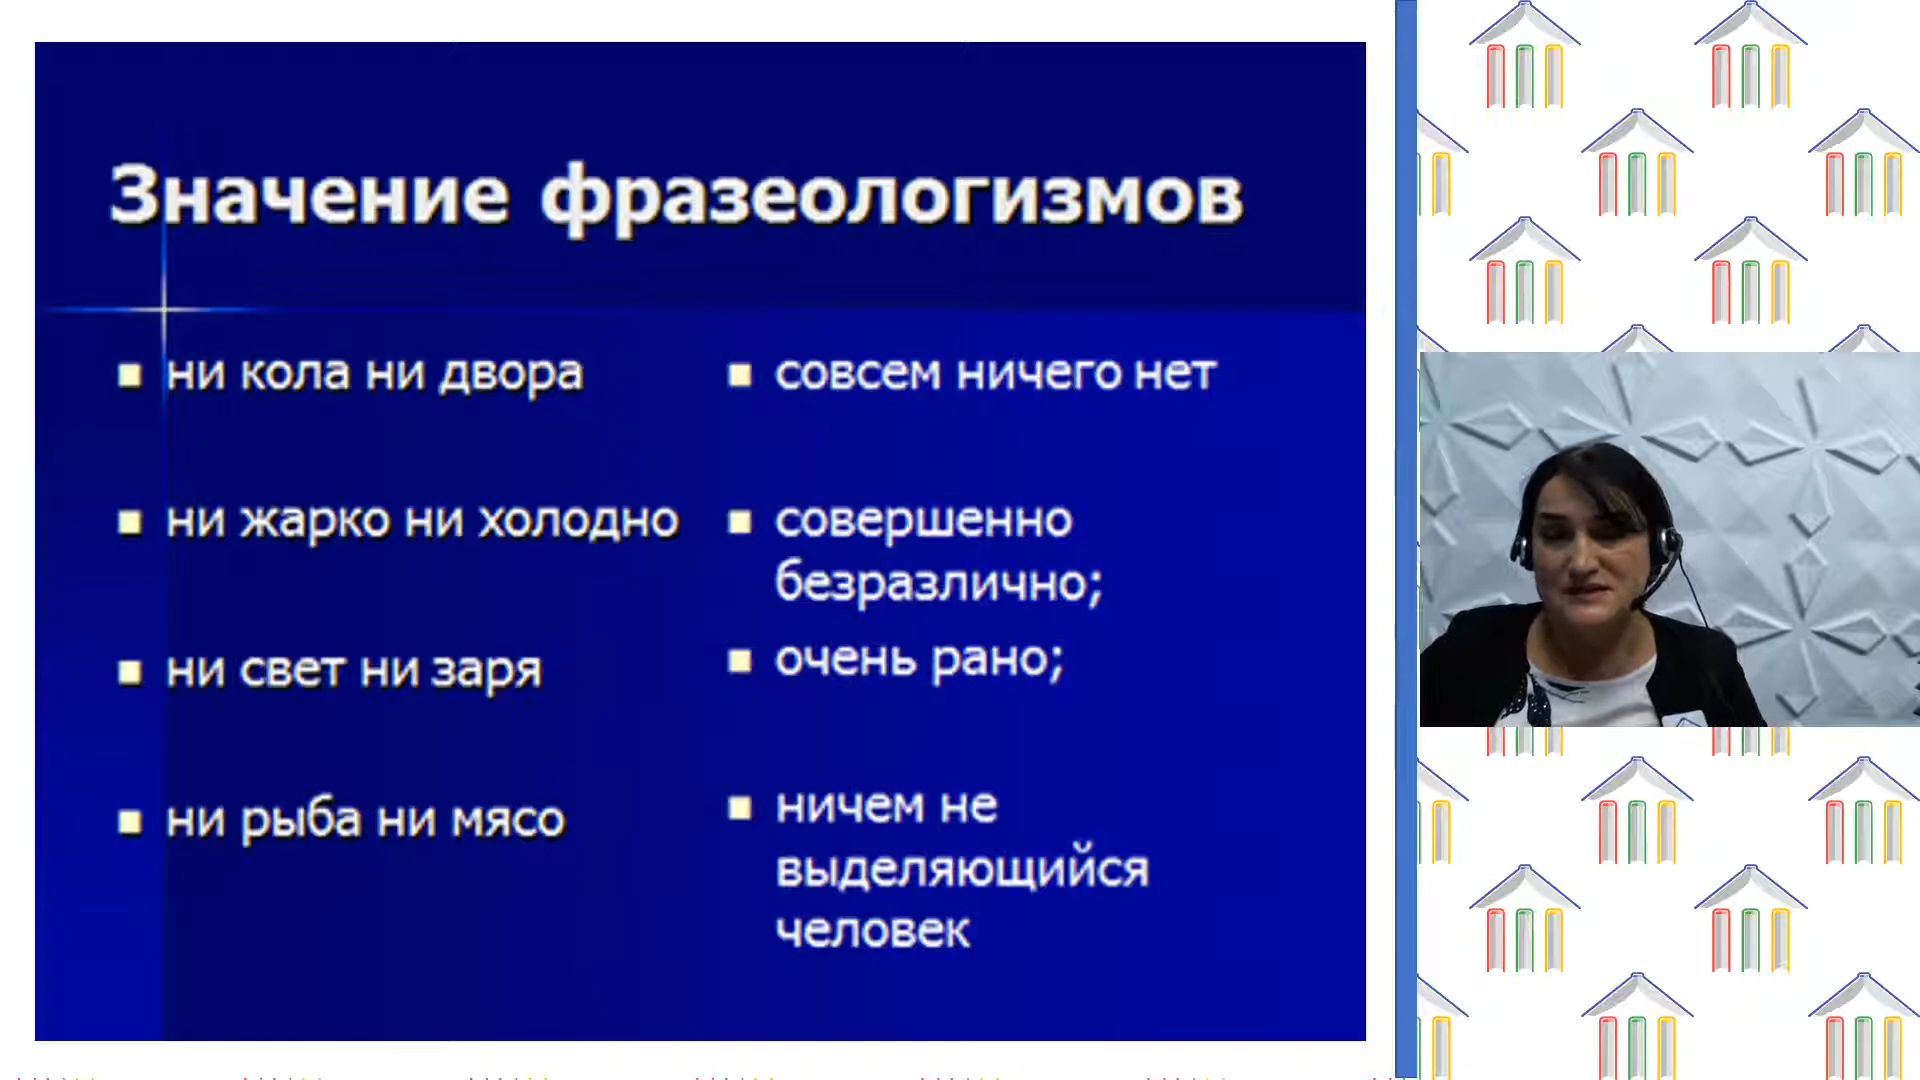 Значение фразеологизмов
ни кола ни двора
ни жарко ни холодно
ни свет ни заря
ни рыба ни мясо
совсем ничего нет
совершенно
безразлично;
очень рано;
ничем не
выделяющийся
человек